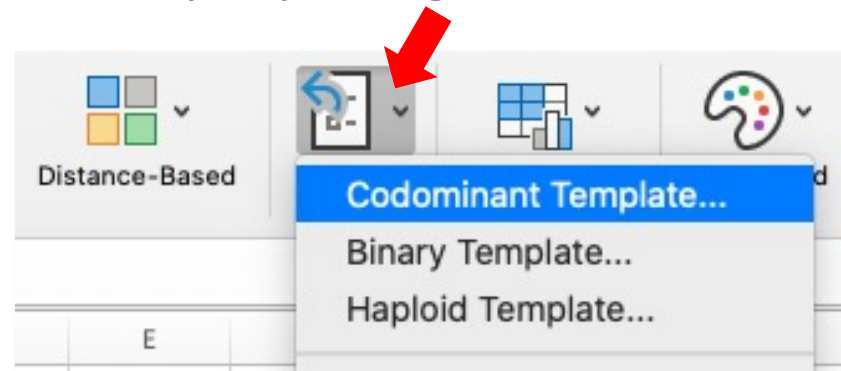 Distance-Based
d
Codominant Template...
Binary Template...
Haploid Template...
E